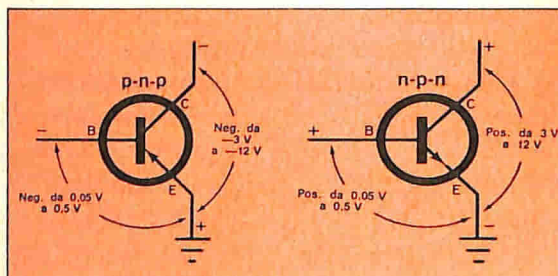 p-n-p
−
C
−
B
E
+
Neg. da
—3 V
a —12 V
Neg. da 0,05 V
a 0,5 V
n-p-n
+
C
+
B
E
−
Pos. da 3 V
a 12 V
Pos. da 0,05 V
a 0,5 V